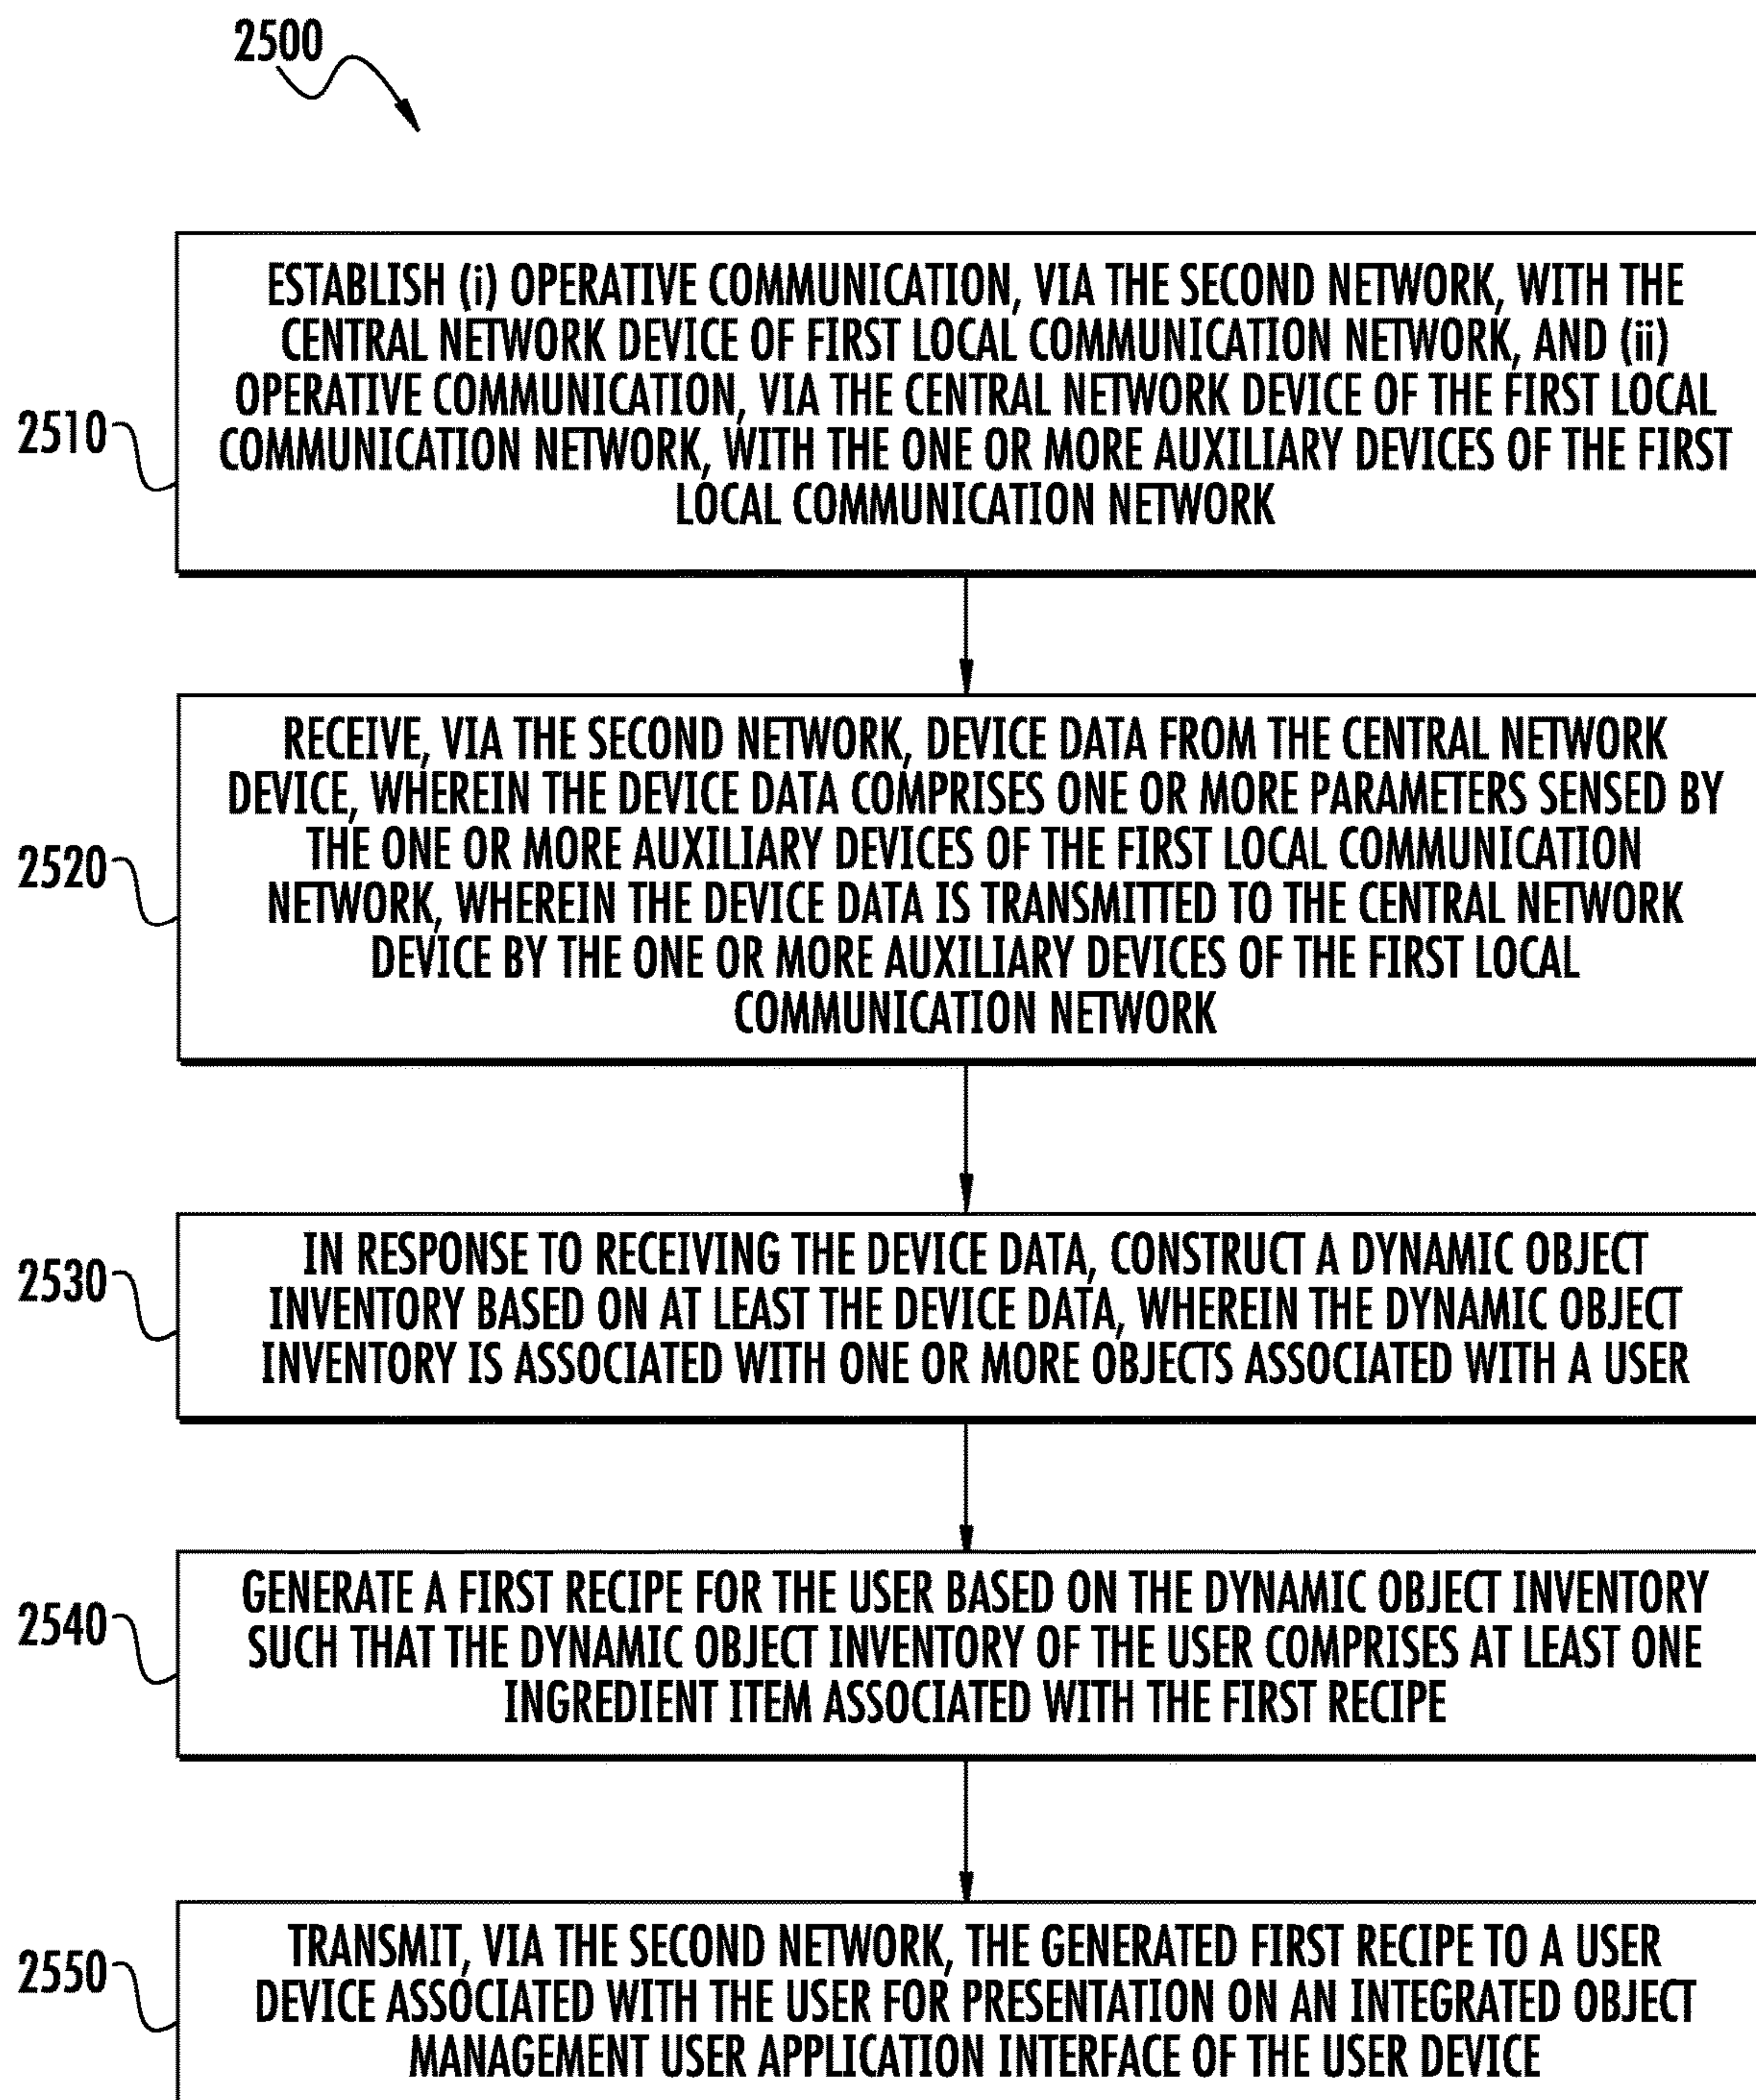 2500
ESTABLISH (i) OPERATIVE COMMUNICATION, VIA THE SECOND NETWORK, WITH THE
CENTRAL NETWORK DEVICE OF FIRST LOCAL COMMUNICATION NETWORK, AND (ii)
OPERATIVE COMMUNICATION, VIA THE CENTRAL NETWORK DEVICE OF THE FIRST LOCAL
COMMUNICATION NETWORK, WITH THE ONE OR MORE AUXILIARY DEVICES OF THE FIRST
LOCAL COMMUNICATION NETWORK
2510
RECEIVE, VIA THE SECOND NETWORK, DEVICE DATA FROM THE CENTRAL NETWORK
DEVICE, WHEREIN THE DEVICE DATA COMPRISES ONE OR MORE PARAMETERS SENSED BY
THE ONE OR MORE AUXILIARY DEVICES OF THE FIRST LOCAL COMMUNICATION
NETWORK, WHEREIN THE DEVICE DATA IS TRANSMITTED TO THE CENTRAL NETWORK
DEVICE BY THE ONE OR MORE AUXILIARY DEVICES OF THE FIRST LOCAL
COMMUNICATION NETWORK
2520
IN RESPONSE TO RECEIVING THE DEVICE DATA, CONSTRUCT A DYNAMIC OBJECT
INVENTORY BASED ON AT LEAST THE DEVICE DATA, WHEREIN THE DYNAMIC OBJECT
INVENTORY IS ASSOCIATED WITH ONE OR MORE OBJECTS ASSOCIATED WITH A USER
2530
GENERATE A FIRST RECIPE FOR THE USER BASED ON THE DYNAMIC OBJECT INVENTORY
SUCH THAT THE DYNAMIC OBJECT INVENTORY OF THE USER COMPRISES AT LEAST ONE
INGREDIENT ITEM ASSOCIATED WITH THE FIRST RECIPE
2540
TRANSMIT, VIA THE SECOND NETWORK, THE GENERATED FIRST RECIPE TO A USER
DEVICE ASSOCIATED WITH THE USER FOR PRESENTATION ON AN INTEGRATED OBJECT
MANAGEMENT USER APPLICATION INTERFACE OF THE USER DEVICE
2550